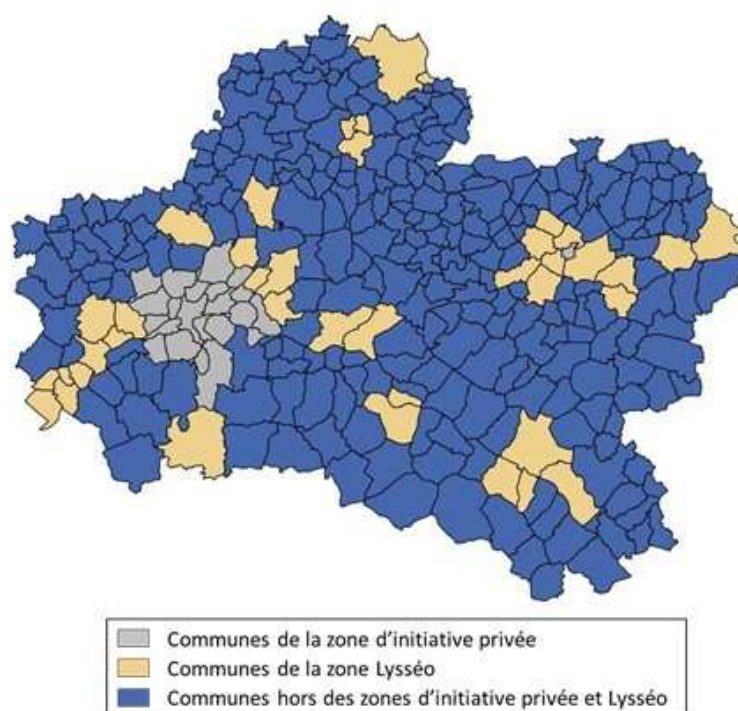 Communes de la zone d'initiative privée
Communes de la zone Lysséo
Communes hors des zones d'initiative privée et Lysséo